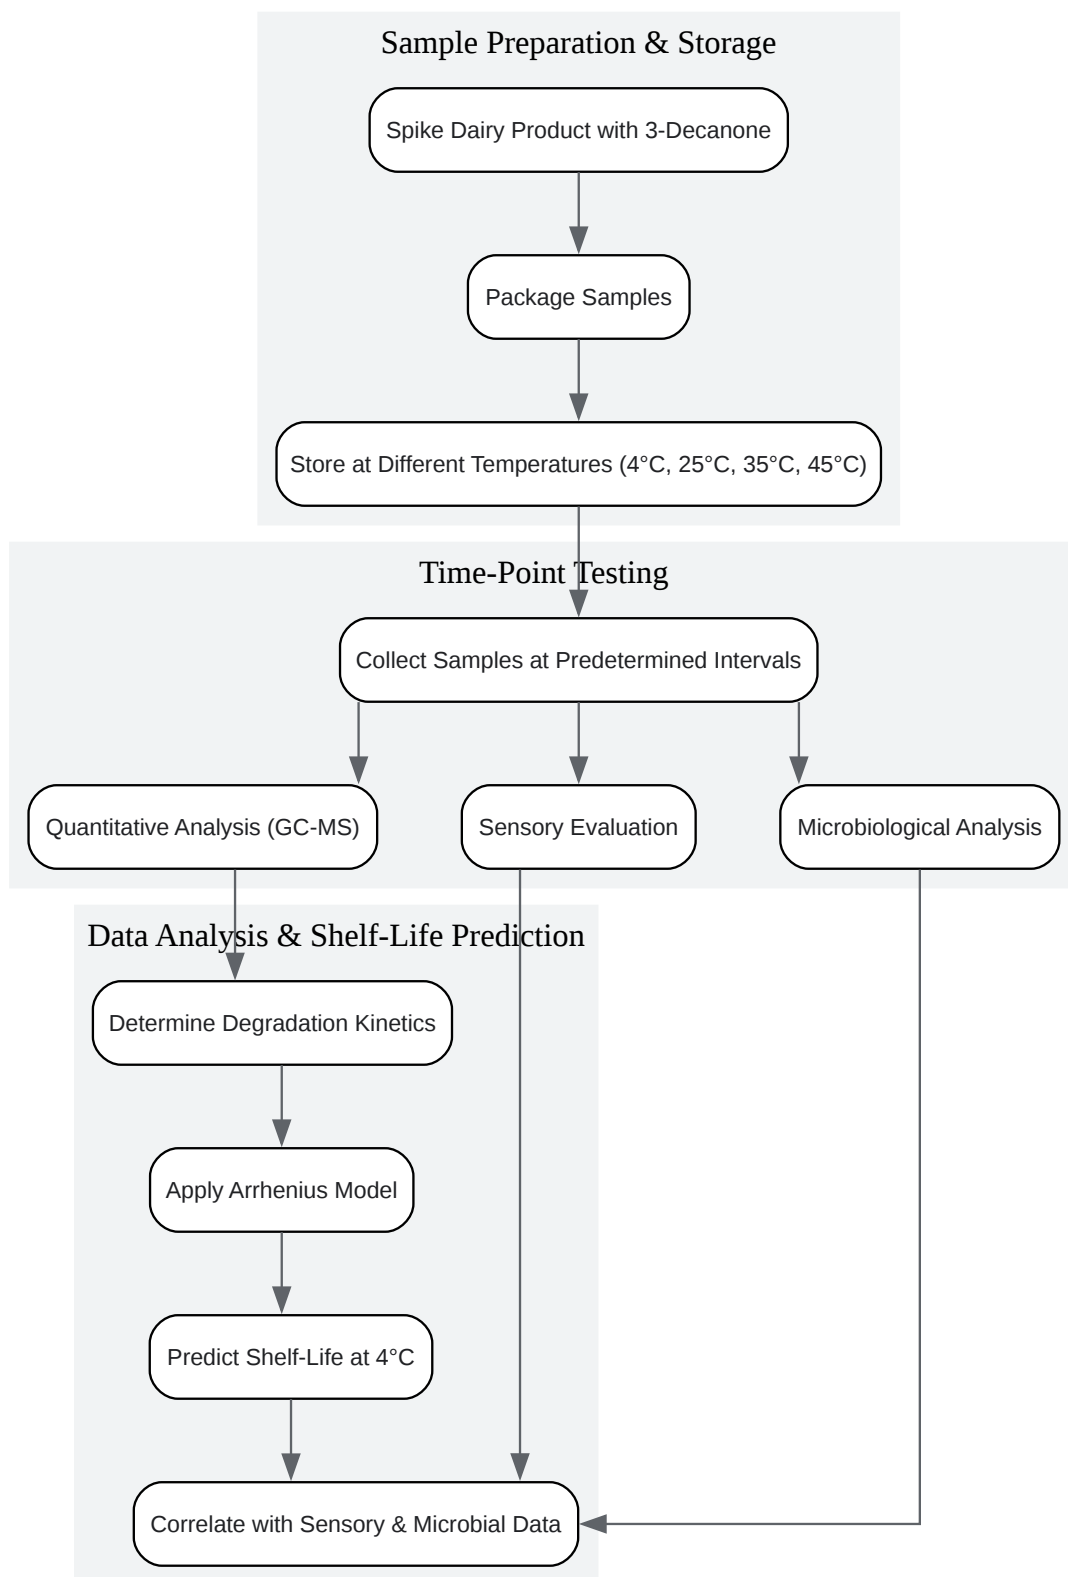 Sample Preparation & Storage
Spike Dairy Product with 3-Decanone
Package Samples
Store at Different Temperatures (4°C, 25°C, 35°C, 45°C)
Time-Point Testing
Collect Samples at Predetermined Intervals
Quantitative Analysis (GC-MS)
Sensory Evaluation
Microbiological Analysis
Data Analysis & Shelf-Life Prediction
Determine Degradation Kinetics
Apply Arrhenius Model
Predict Shelf-Life at 4°C
Correlate with Sensory & Microbial Data